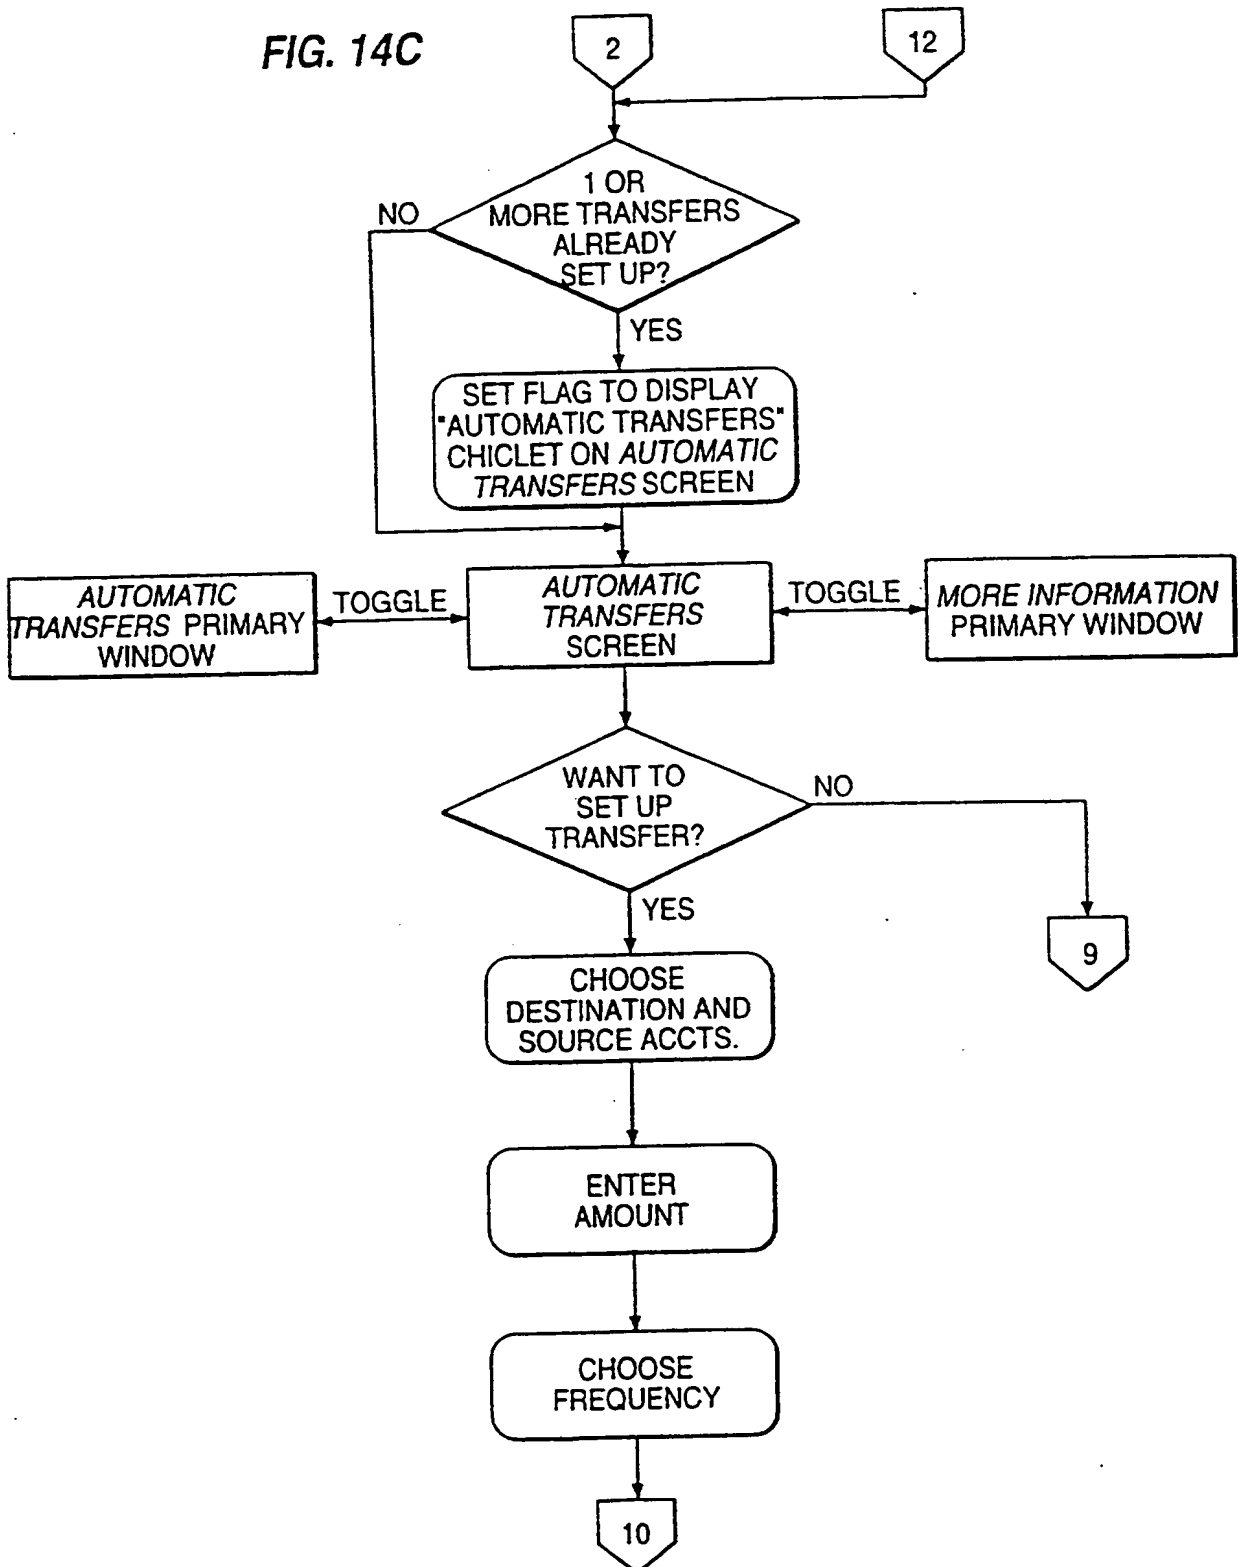 FIG. 14C
2
12
1 OR
MORE TRANSFERS
ALREADY
SET UP?
NO
YES
SET FLAG TO DISPLAY
"AUTOMATIC TRANSFERS"
CHICLET ON AUTOMATIC
TRANSFERS SCREEN
AUTOMATIC
TRANSFERS PRIMARY
WINDOW
TOGGLE
AUTOMATIC
TRANSFERS
SCREEN
TOGGLE
MORE INFORMATION
PRIMARY WINDOW
WANT TO
SET UP
TRANSFER?
NO
YES
9
CHOOSE
DESTINATION AND
SOURCE ACCTS.
ENTER
AMOUNT
CHOOSE
FREQUENCY
10